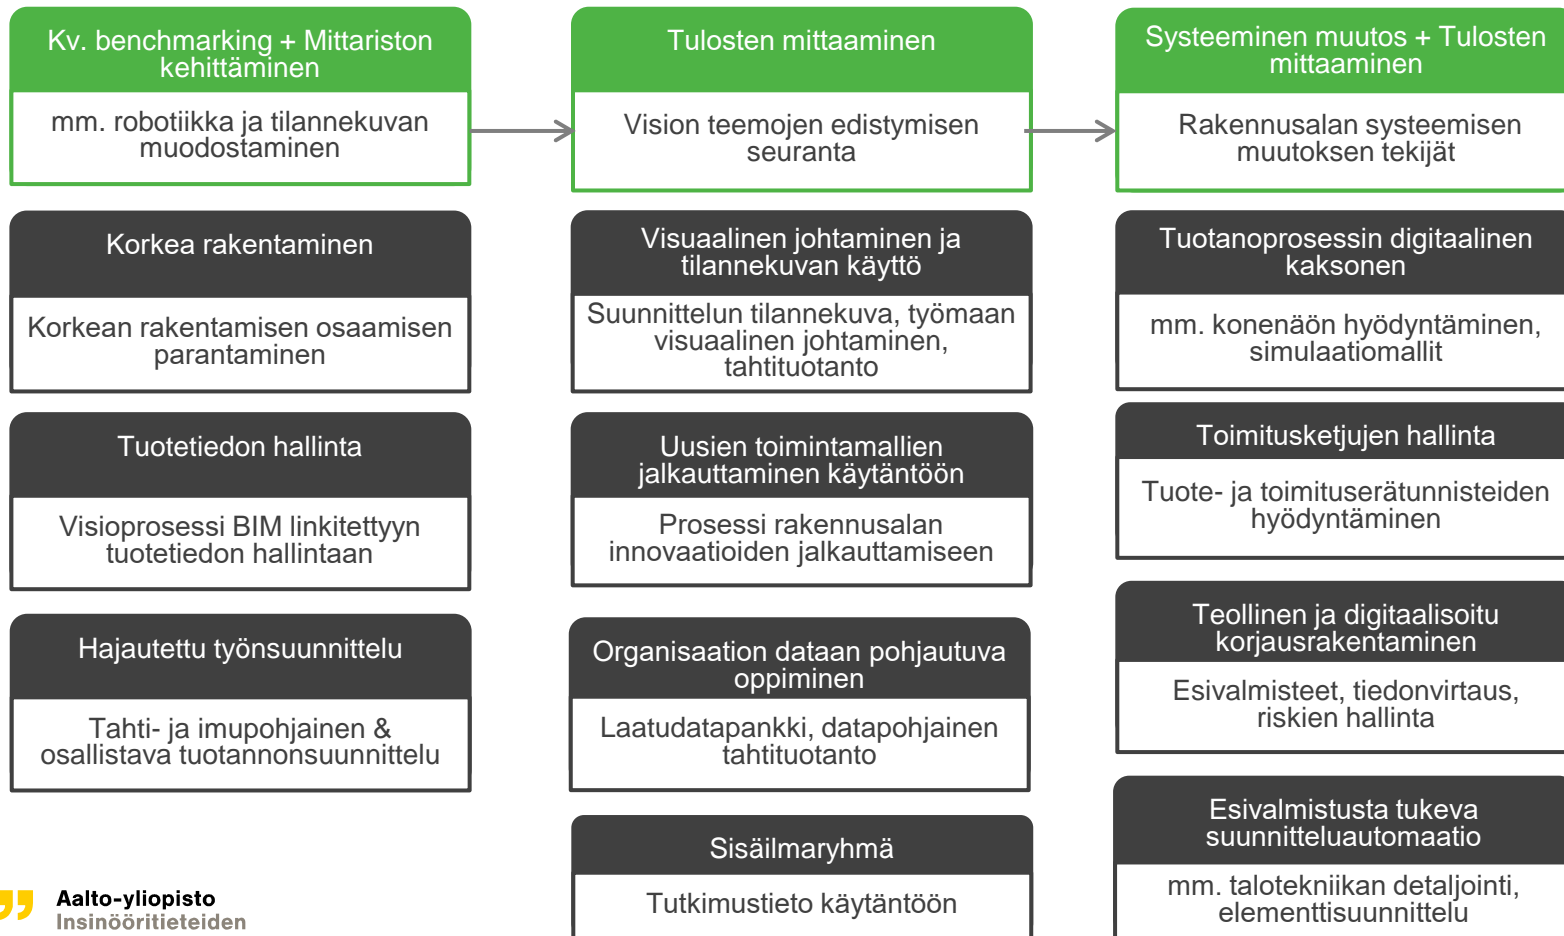 Kv. benchmarking + Mittariston
kehittäminen
mm. robotiikka ja tilannekuvan
muodostaminen
Korkea rakentaminen
Korkean rakentamisen osaamisen
parantaminen
Tuotetiedon hallinta
Visioprosessi BIM linkitettyyn
tuotetiedon hallintaan
Hajautettu työnsuunnittelu
Tahti- ja imupohjainen &
osallistava tuotannonsuunnittelu
Tulosten mittaaminen
Vision teemojen edistymisen
seuranta
Visuaalinen johtaminen ja
tilannekuvan käyttö
Suunnittelun tilannekuva, työmaan
visuaalinen johtaminen,
tahtituotanto
Uusien toimintamallien
jalkauttaminen käytäntöön
Prosessi rakennusalan
innovaatioiden jalkauttamiseen
Organisaation dataan pohjautuva
oppiminen
Laatudatapankki, datapohjainen
tahtituotanto
Sisäilmaryhmä
Tutkimustieto käytäntöön
Systeeminen muutos + Tulosten
mittaaminen
Rakennusalan systeemisen
muutoksen tekijät
Tuotanoprosessin digitaalinen
kaksonen
mm. konenäön hyödyntäminen,
simulaatiomallit
Toimitusketjujen hallinta
Tuote- ja toimituserätunnisteiden
hyödyntäminen
Teollinen ja digitaalisoitu
korjausrakentaminen
Esivalmisteet, tiedonvirtaus,
riskien hallinta
Esivalmistusta tukeva
suunnitteluautomaatio
mm. talotekniikan detaljointi,
elementtisuunnittelu
Aalto-yliopisto
Insinööritieteiden